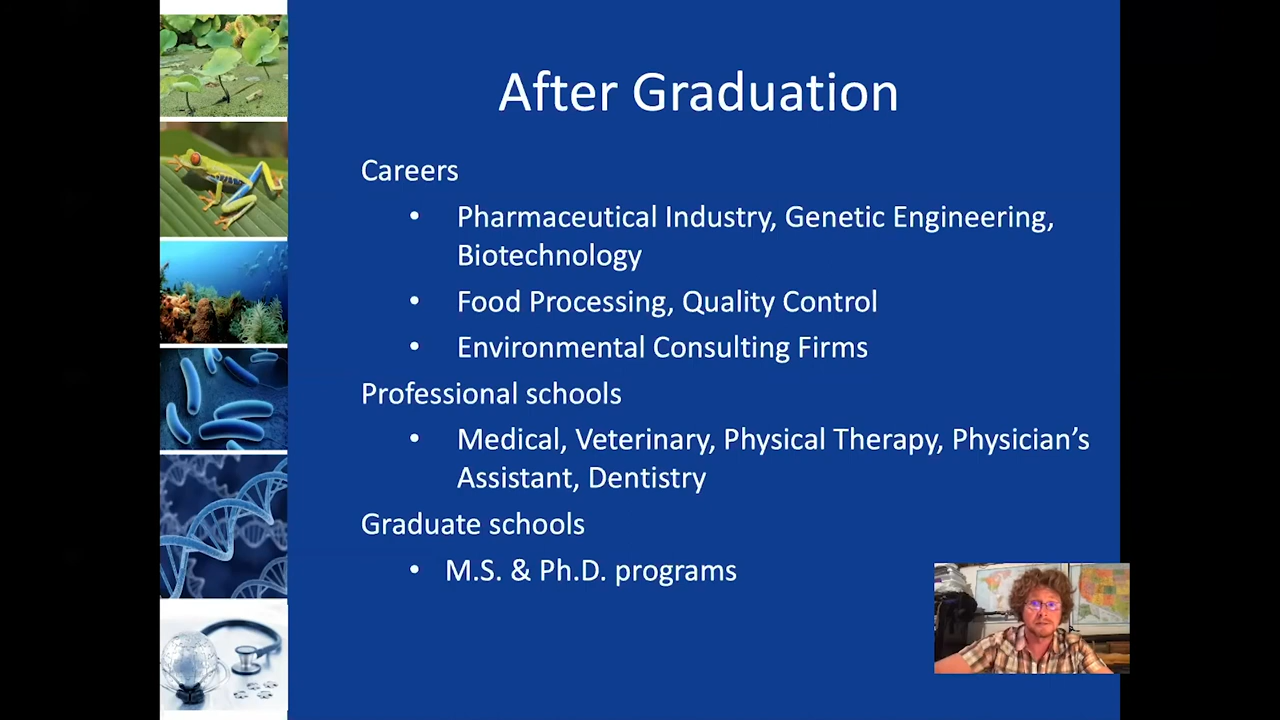 After Graduation
Careers
• Pharmaceutical Industry, Genetic Engineering,
Biotechnology
• Food Processing, Quality Control
• Environmental Consulting Firms
Professional schools
• Medical, Veterinary, Physical Therapy, Physician’s
Assistant, Dentistry
Graduate schools
• M.S. & Ph.D. programs